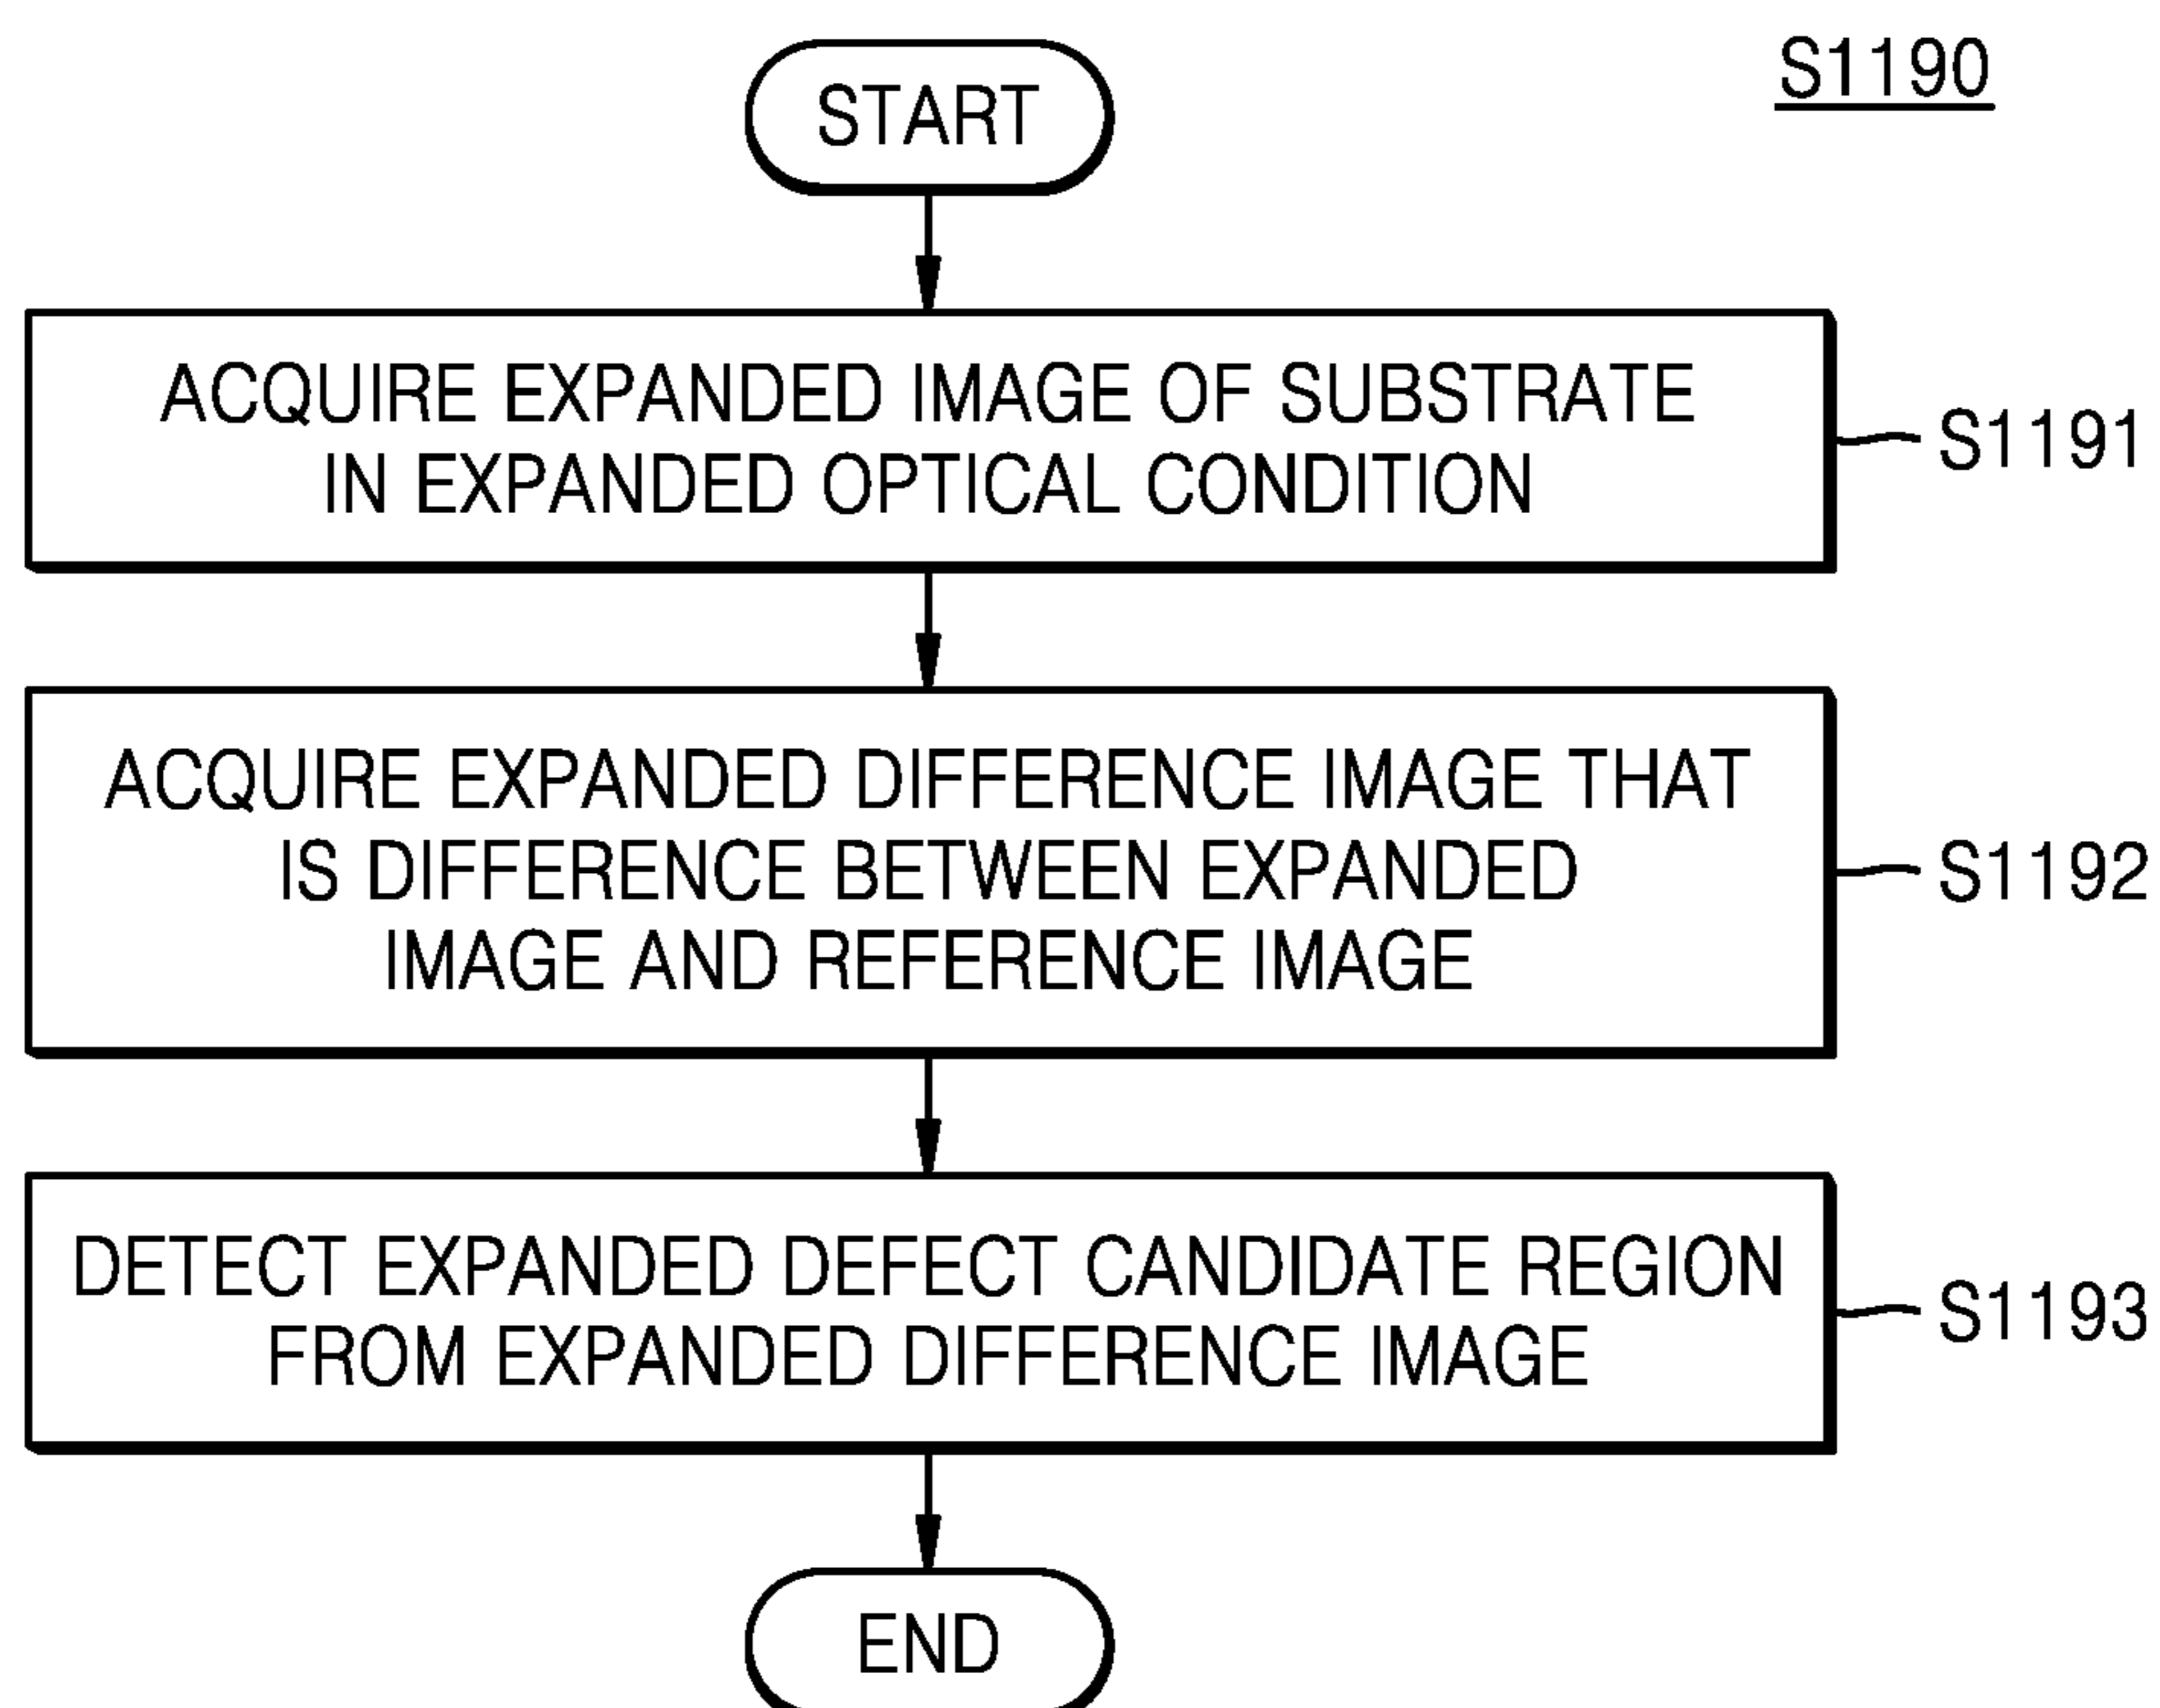 S1190
START
ACQUIRE EXPANDED IMAGE OF SUBSTRATE
IN EXPANDED OPTICAL CONDITION
S1191
ACQUIRE EXPANDED DIFFERENCE IMAGE THAT
IS DIFFERENCE BETWEEN EXPANDED
IMAGE AND REFERENCE IMAGE
S1192
DETECT EXPANDED DEFECT CANDIDATE REGION
FROM EXPANDED DIFFERENCE IMAGE
S1193
END